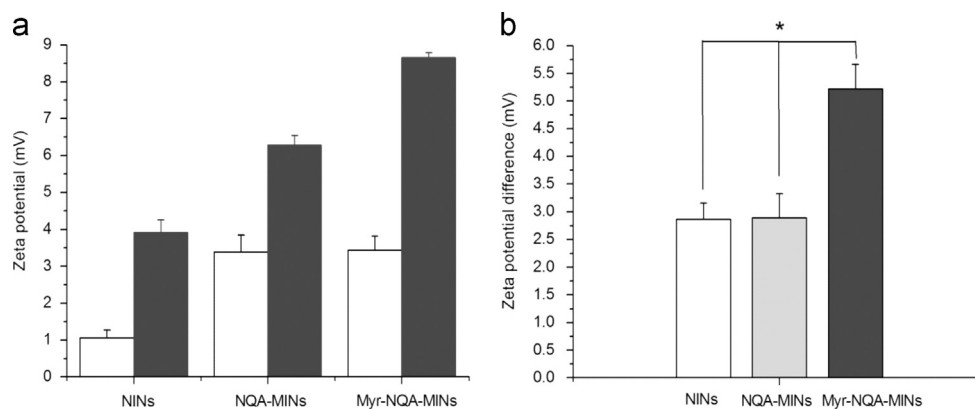 a
Zeta potential (mV)
9
8
7
6
5
4
3
2
1
0
NINs
NQA-MINs
Myr-NQA-MINs
b
Zeta potential difference (mV)
6.0
5.5
5.0
4.5
4.0
3.5
3.0
2.5
2.0
1.5
1.0
0.5
0.0
*
NINs
NQA-MINs
Myr-NQA-MINs